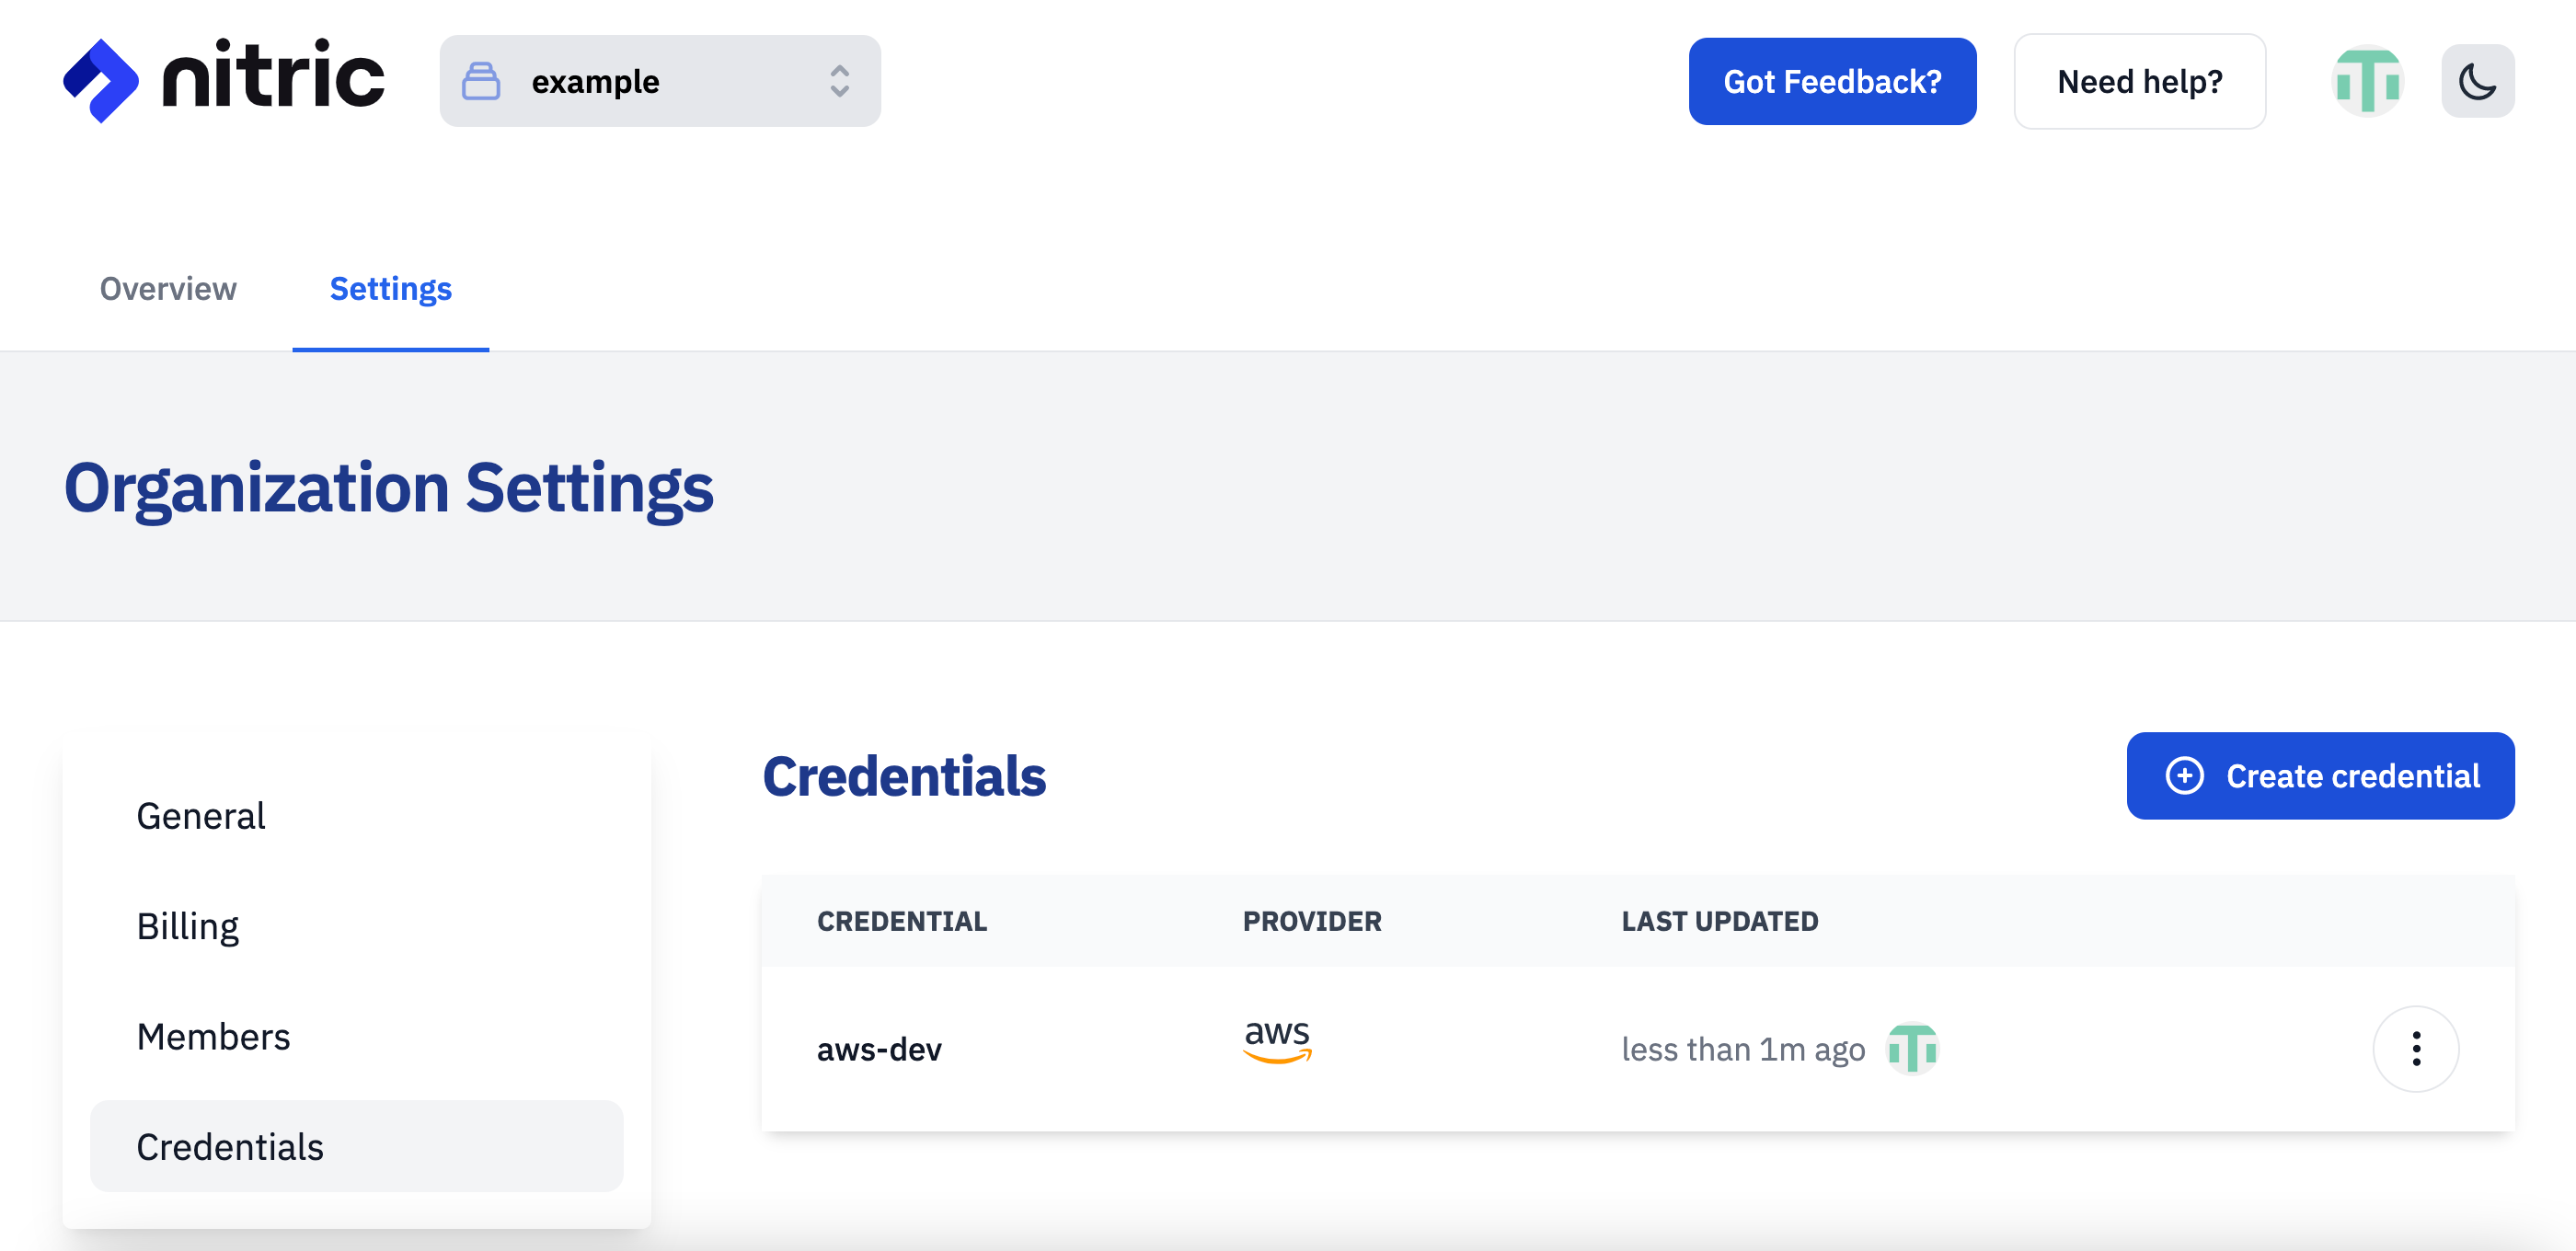 nitric
example
Got Feedback?
Need help?
Overview
Settings
Organization Settings
General
Billing
Members
Credentials
Credentials
Create credential
CREDENTIAL
PROVIDER
LAST UPDATED
aws-dev
aws
less than 1m ago